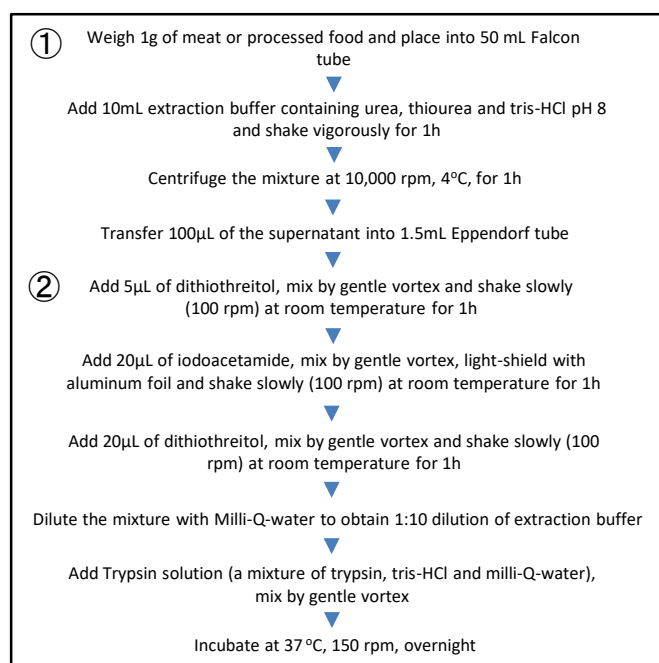 ① Weigh 1g of meat or processed food and place into 50 mL Falcon
tube
Add 10mL extraction buffer containing urea, thiourea and tris-HCl pH 8
and shake vigorously for 1h
Centrifuge the mixture at 10,000 rpm, 4°C, for 1h
Transfer 100µL of the supernatant into 1.5mL Eppendorf tube
② Add 5µL of dithiothreitol, mix by gentle vortex and shake slowly
(100 rpm) at room temperature for 1h
Add 20µL of iodoacetamide, mix by gentle vortex, light-shield with
aluminum foil and shake slowly (100 rpm) at room temperature for 1h
Add 20µL of dithiothreitol, mix by gentle vortex and shake slowly (100
rpm) at room temperature for 1h
Dilute the mixture with Milli-Q-water to obtain 1:10 dilution of extraction buffer
Add Trypsin solution (a mixture of trypsin, tris-HCl and milli-Q-water),
mix by gentle vortex
Incubate at 37 °C, 150 rpm, overnight